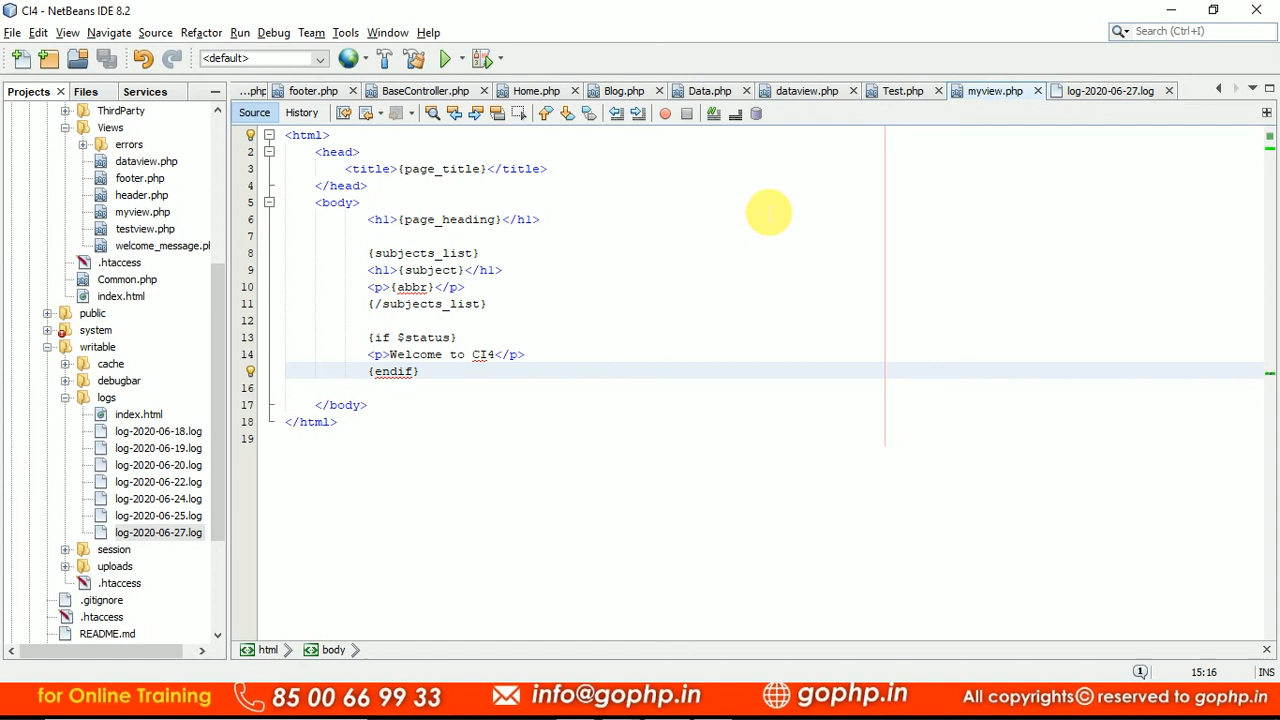 CI4 - NetBeans IDE 8.2
File Edit View Navigate Source Refactor Run Debug Team Tools Window Help
Search (Ctrl+I)
<default>
Projects Files Services
...php footer.php BaseController.php Home.php Blog.php Data.php dataview.php Test.php myview.php log-2020-06-27.log
Source History
ThirdParty
Views
errors
dataview.php
footer.php
header.php
myview.php
testview.php
welcome_message.pl
.htaccess
Common.php
index.html
public
system
writable
cache
debugbar
logs
index.html
log-2020-06-18.log
log-2020-06-19.log
log-2020-06-20.log
log-2020-06-22.log
log-2020-06-24.log
log-2020-06-25.log
log-2020-06-27.log
session
uploads
.htaccess
.gitignore
.htaccess
README.md
<html>
2 <head>
3 <title>{page_title}</title>
4 </head>
5 <body>
6 <h1>{page_heading}</h1>
7
8 {subjects_list}
9 <h1>{subject}</h1>
10 <p>{abbr}</p>
11 {/subjects_list}
12
13 {if $status}
14 <p>Welcome to CI4</p>
{endif}
16
17 </body>
18 </html>
19
html body
1 15:16 INS
for Online Training 85 00 66 99 33 info@gophp.in gophp.in All copyrights© reserved to gophp.in